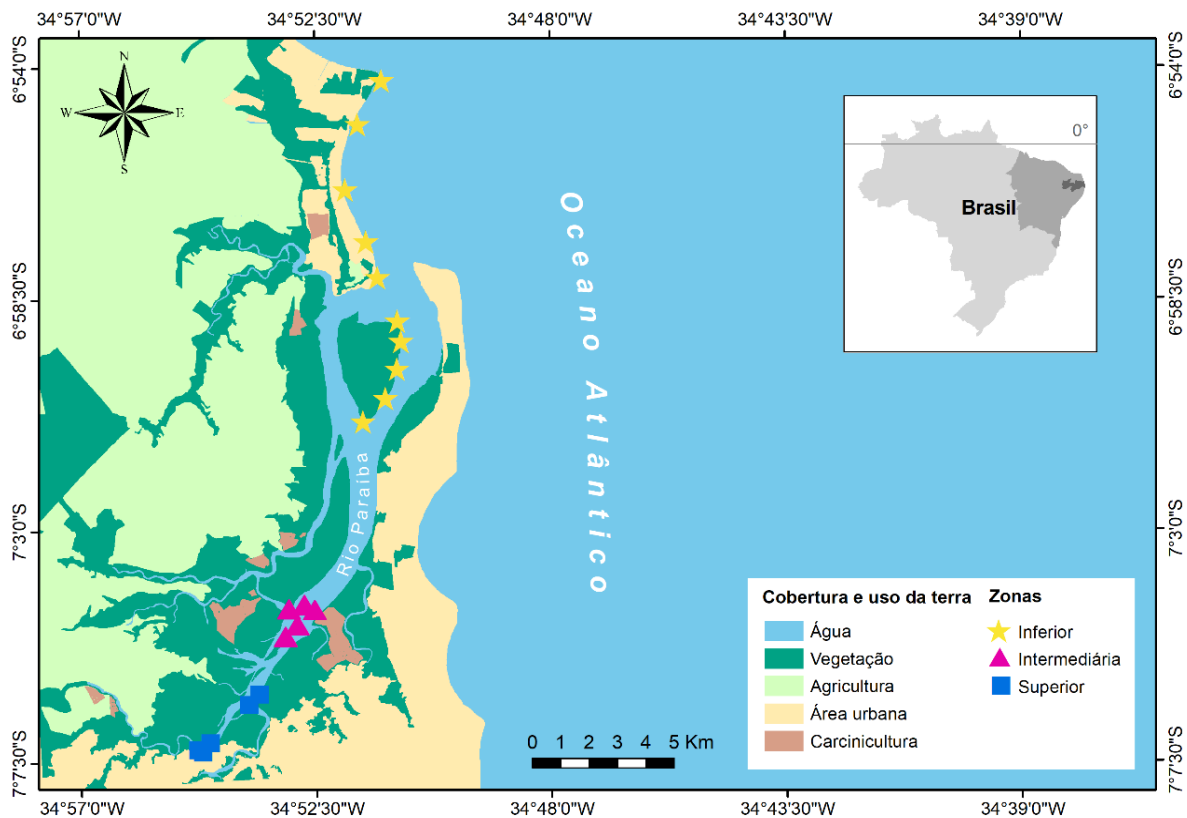 34°57'0"W 34°52'30"W 34°48'0"W 34°43'30"W 34°39'0"W
6°54'0"S
6°54'0"S
N
W E
S
0°
Brasil
Oceano Atlântico
6°58'30"S
6°58'30"S
Rio Paraiba
7°3'0"S
7°3'0"S
Cobertura e uso da terra
Água
Vegetação
Agricultura
Área urbana
Carcinicultura
Zonas
Inferior
Intermediária
Superior
0 1 2 3 4 5 Km
7°7'30"S
7°7'30"S
34°57'0"W 34°52'30"W 34°48'0"W 34°43'30"W 34°39'0"W